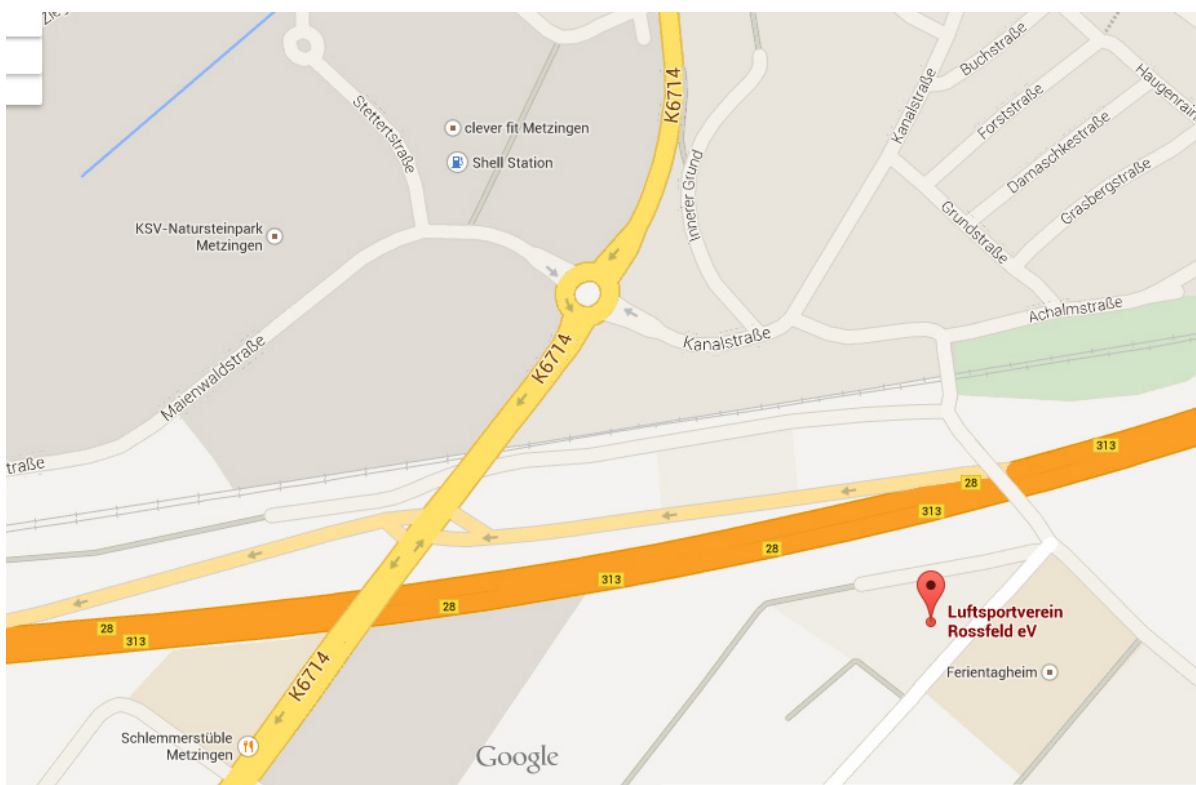 K6714
Buchstraße
Kanalstraße
Haugenrain
Forststraße
Stettertstraße
clever fit Metzingen
Shell Station
Damaschkestraße
Innerer Grund
Grasbergstraße
Grundstraße
KSV-Natursteinpark
Metzingen
Achalmstraße
Kanalstraße
K6714
Maienwaldstraße
traße
313
28
313
28
313
28
28
313
Luftsportverein
Rossfeld eV
K6714
Ferientagheim
Schlemmerstüble
Metzingen
Google